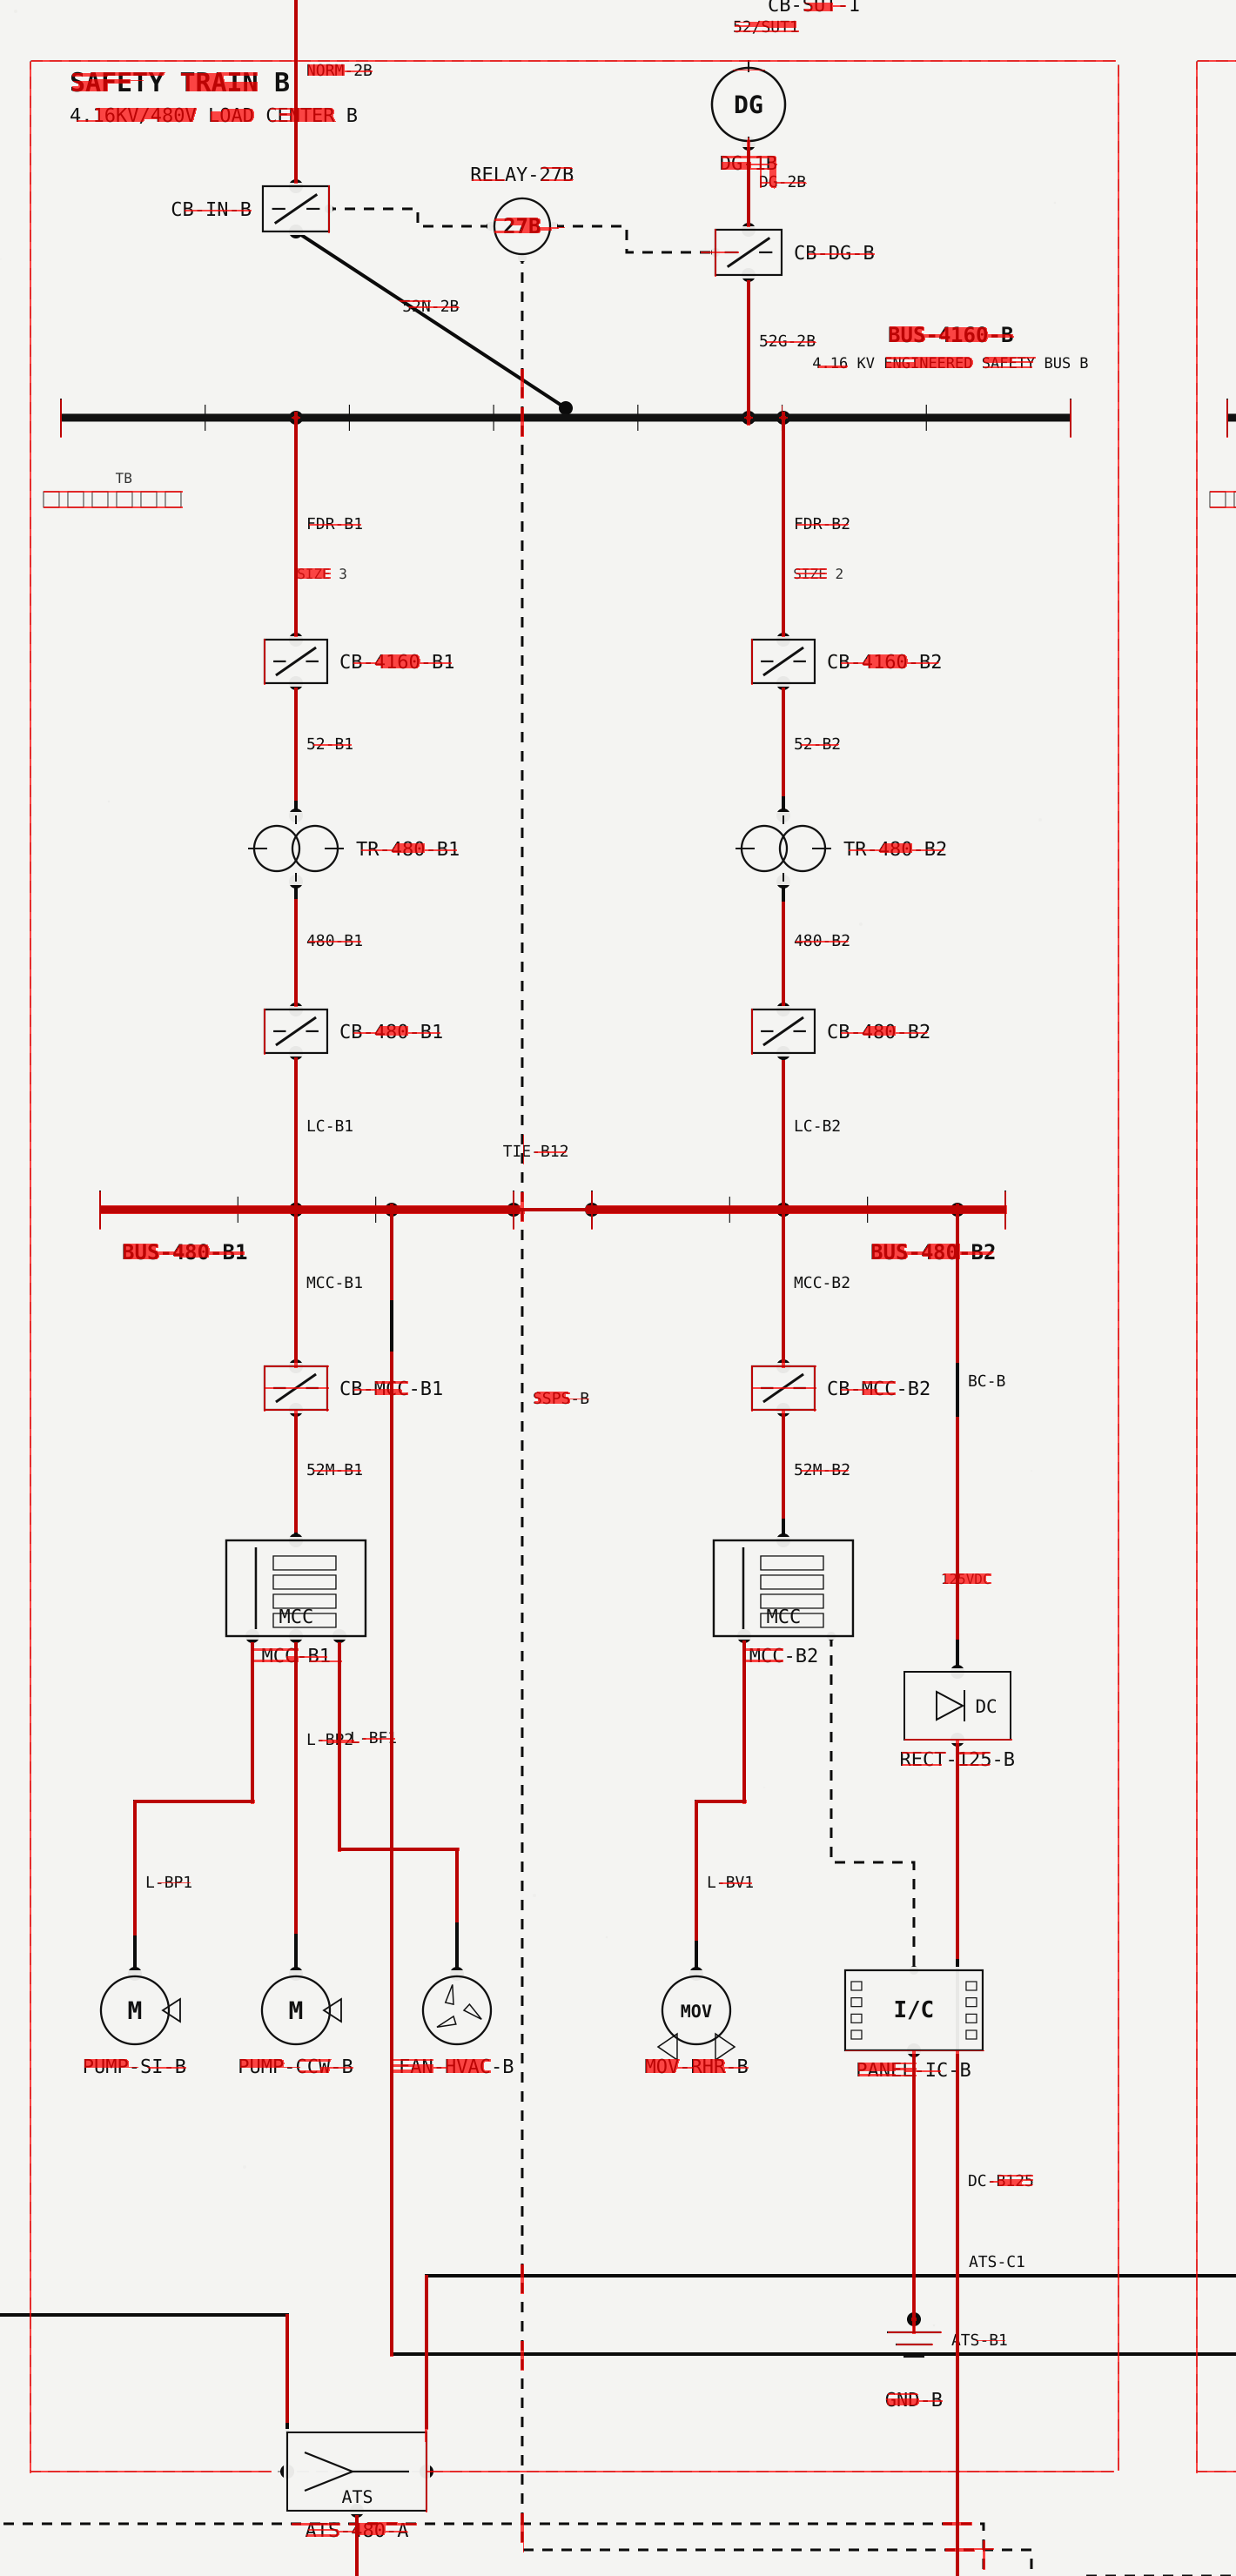 CB-SUT-1
52/SUT1
NORM-2B
SAFETY TRAIN B
4.16KV/480V LOAD CENTER B
DG
DG-1B
DG-2B
RELAY-27B
CB-IN-B
27B
CB-DG-B
52N-2B
52G-2B
BUS-4160-B
4.16 KV ENGINEERED SAFETY BUS B
TB
FDR-B1
FDR-B2
SIZE 3
SIZE 2
CB-4160-B1
CB-4160-B2
52-B1
52-B2
TR-480-B1
TR-480-B2
480-B1
480-B2
CB-480-B1
CB-480-B2
LC-B1
LC-B2
TIE-B12
BUS-480-B1
BUS-480-B2
MCC-B1
MCC-B2
BC-B
CB-MCC-B1
SSPS-B
CB-MCC-B2
52M-B1
52M-B2
125VDC
MCC
MCC
MCC-B1
MCC-B2
DC
RECT-125-B
L-BP2
L-BF1
L-BP1
L-BV1
M
M
MOV
I/C
PUMP-SI-B
PUMP-CCW-B
FAN-HVAC-B
MOV-RHR-B
PANEL-IC-B
DC-B125
ATS-C1
ATS-B1
GND-B
ATS
ATS-480-A